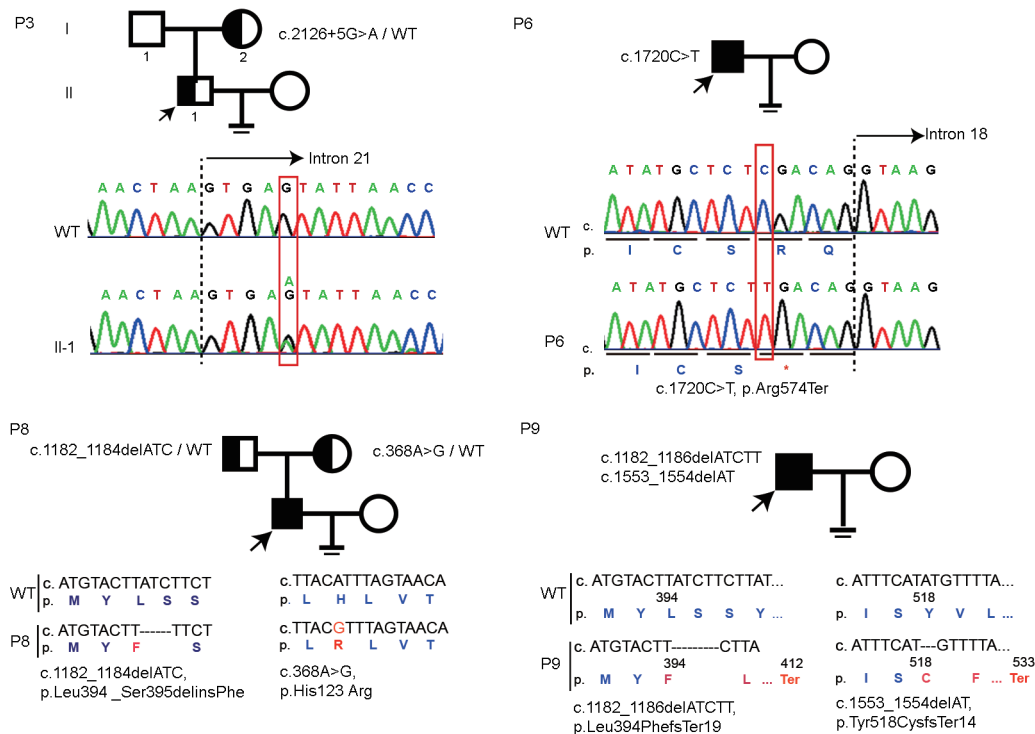 P3
I
c.2126+5G>A / WT
1
2
II
1
Intron 21
A A C T A A G T G A G T A T T A A C C
WT
A
A A C T A A G T G A G T A T T A A C C
II-1
P6
c.1720C>T
Intron 18
A T A T G C T C T C G A C A G G T A A G
c.
WT
p. I C S R Q
A T A T G C T C T T G A C A G G T A A G
P6
c.
p. I C S *
c.1720C>T, p.Arg574Ter
P8
c.1182_1184delATC / WT
c.368A>G / WT
WT
c. ATGTACTTATCTTCT
p. M Y L S S
P8
c. ATGTACTT------TTCT
p. M Y F S
c.1182_1184delATC,
p.Leu394 _Ser395delinsPhe
c.TTACATTTAGTAACA
p. L H L V T
c.TTACGTTTAGTAACA
p. L R L V T
c.368A>G,
p.His123 Arg
P9
c.1182_1186delATCTT
c.1553_1554delAT
WT
c. ATGTACTTATCTTCTTAT...
394
p. M Y L S S Y ...
P9
c. ATGTACTT---------CTTA
394 412
p. M Y F L ... Ter
c.1182_1186delATCTT,
p.Leu394PhefsTer19
c. ATTTCATATGTTTTA...
518
p. I S Y V L...
c. ATTTCAT---GTTTTA...
518 533
p. I S C F ... Ter
c.1553_1554delAT,
p.Tyr518CysfsTer14